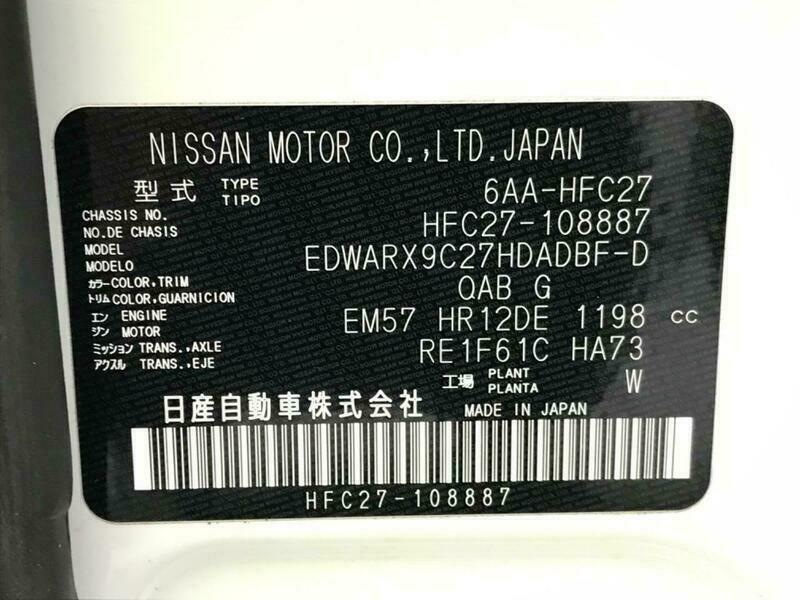 NISSAN MOTOR CO.,LTD.JAPAN
型式 TYPE TIPO 6AA-HFC27
CHASSIS NO. NO.DE CHASIS HFC27-108887
MODEL MODELO EDWARX9C27HDADBF-D
カラー COLOR,TRIM トリム COLOR,GUARNICION QAB G
エン ENGINE ジン MOTOR EM57 HR12DE 1198 cc
ミッション TRANS.,AXLE アクスル TRANS.,EJE RE1F61C HA73
工場 PLANT PLANTA W
日産自動車株式会社 MADE IN JAPAN
HFC27-108887